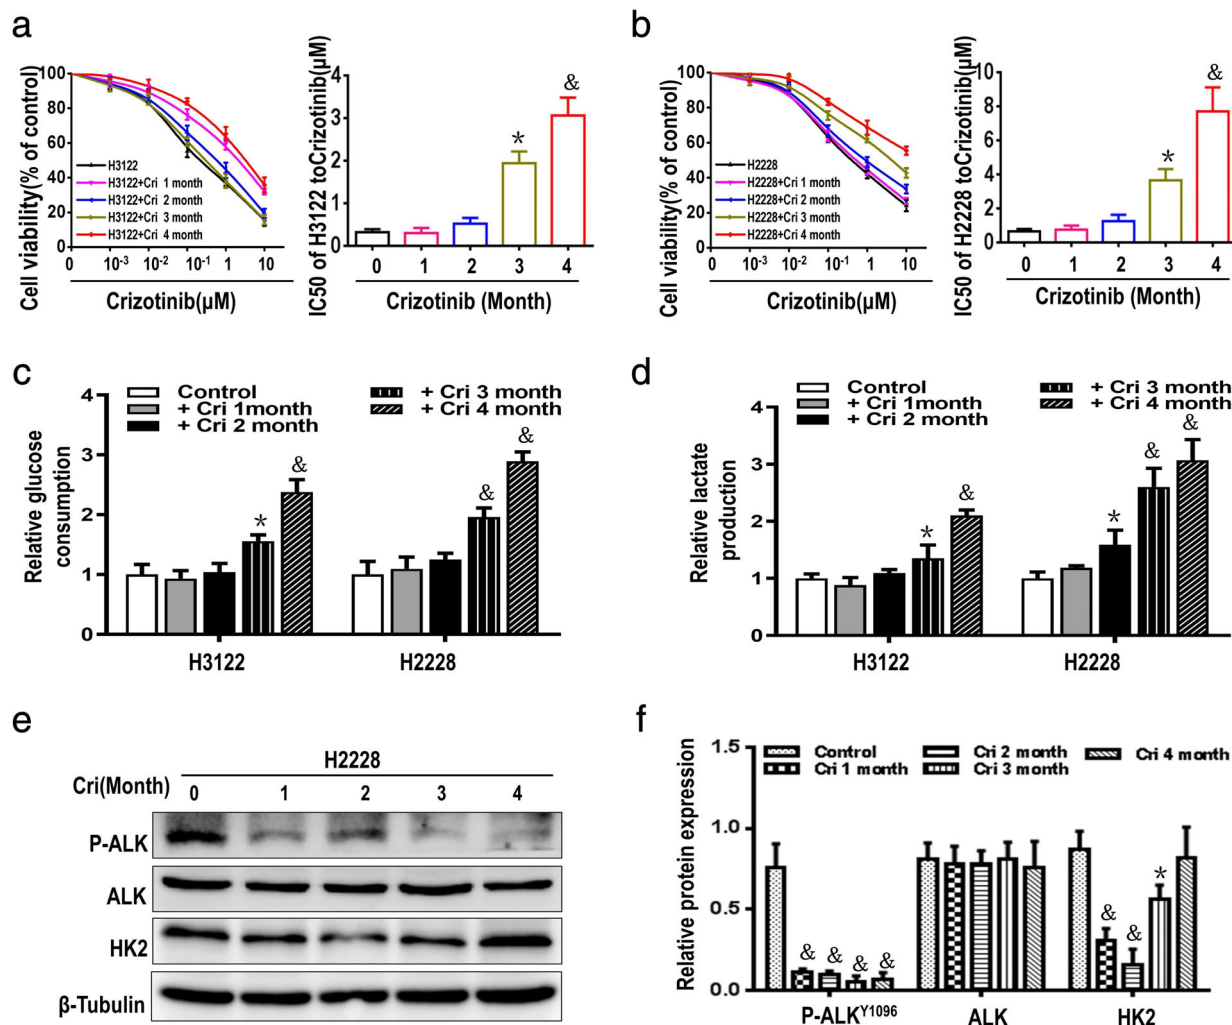 a
Cell viability(% of control)
100
80
60
40
20
0
H3122
H3122+Cri 1 month
H3122+Cri 2 month
H3122+Cri 3 month
H3122+Cri 4 month
0 10-3 10-2 10-1 1 10
Crizotinib(μM)
IC50 of H3122 toCrizotinib(μM)
4
3
2
1
0
*
&
0 1 2 3 4
Crizotinib (Month)
b
Cell viability(% of control)
100
80
60
40
20
0
H2228
H2228+Cri 1 month
H2228+Cri 2 month
H2228+Cri 3 month
H2228+Cri 4 month
0 10-3 10-2 10-1 1 10
Crizotinib(μM)
IC50 of H2228 toCrizotinib(μM)
10
8
6
4
2
0
*
&
0 1 2 3 4
Crizotinib (Month)
c
Control
+ Cri 1month
+ Cri 2 month
+ Cri 3 month
+ Cri 4 month
Relative glucose
consumption
4
3
2
1
0
* & & &
H3122 H2228
d
Control
+ Cri 1month
+ Cri 2 month
+ Cri 3 month
+ Cri 4 month
Relative lactate
production
4
3
2
1
0
* & * & &
H3122 H2228
e
H2228
Cri(Month) 0 1 2 3 4
P-ALK
ALK
HK2
β-Tubulin
f
Relative protein expression
1.5
1.0
0.5
0.0
Control
Cri 1 month
Cri 2 month
Cri 3 month
Cri 4 month
& & & & & & *
P-ALKY1096 ALK HK2